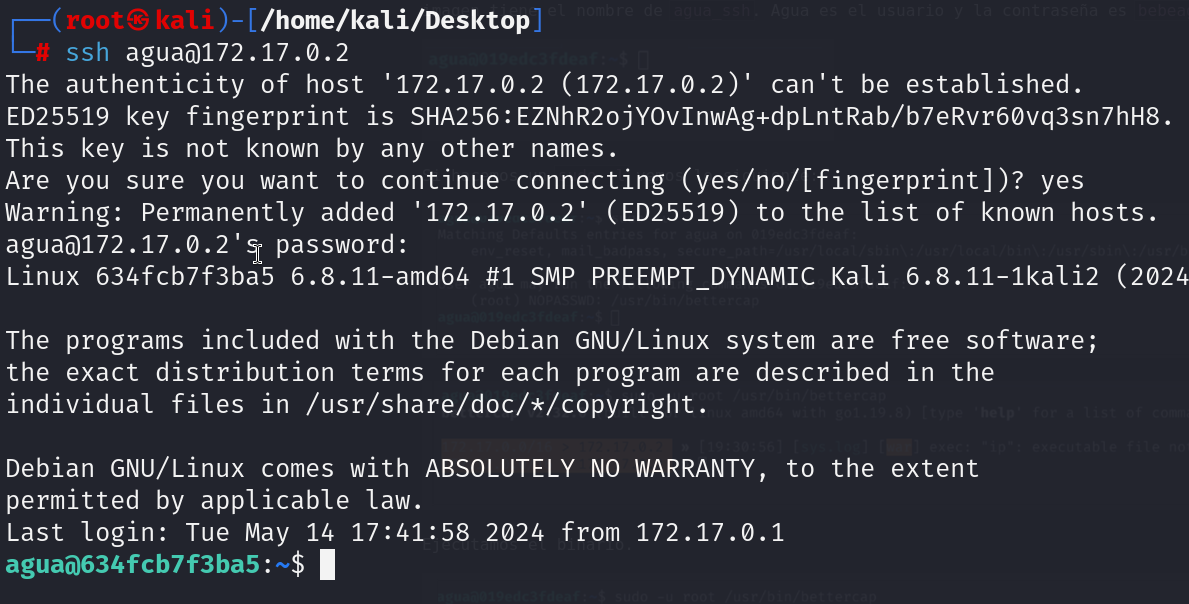 ┌──(root㉿kali)-[/home/kali/Desktop]
└─# ssh agua@172.17.0.2
The authenticity of host '172.17.0.2 (172.17.0.2)' can't be established.
ED25519 key fingerprint is SHA256:EZNhR2ojYOvInwAg+dpLntRab/b7eRvr60vq3sn7hH8.
This key is not known by any other names.
Are you sure you want to continue connecting (yes/no/[fingerprint])? yes
Warning: Permanently added '172.17.0.2' (ED25519) to the list of known hosts.
agua@172.17.0.2's password:
Linux 634fcb7f3ba5 6.8.11-amd64 #1 SMP PREEMPT_DYNAMIC Kali 6.8.11-1kali2 (2024
The programs included with the Debian GNU/Linux system are free software;
the exact distribution terms for each program are described in the
individual files in /usr/share/doc/*/copyright.
Debian GNU/Linux comes with ABSOLUTELY NO WARRANTY, to the extent
permitted by applicable law.
Last login: Tue May 14 17:41:58 2024 from 172.17.0.1
agua@634fcb7f3ba5:~$